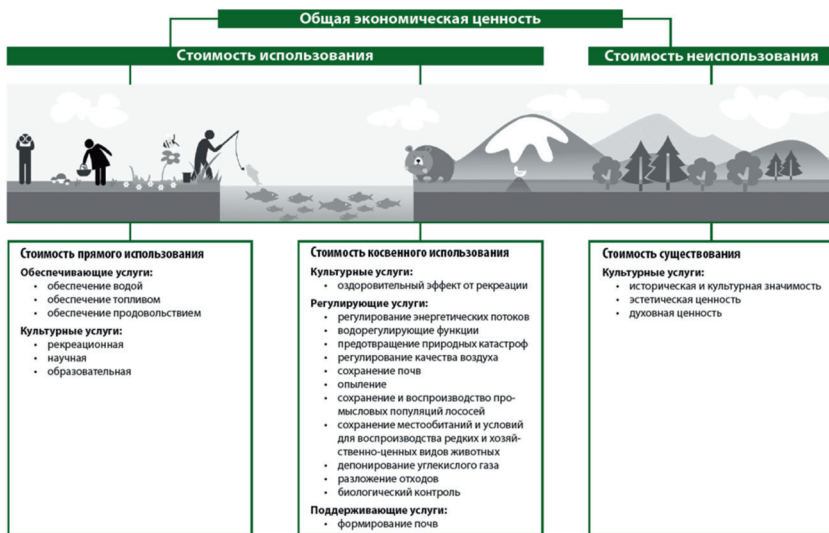 Общая экономическая ценность
Стоимость использования
Стоимость неиспользования
Стоимость прямого использования
Обеспечивающие услуги:
• обеспечение водой
• обеспечение топливом
• обеспечение продовольствием
Культурные услуги:
• рекреационная
• научная
• образовательная
Стоимость косвенного использования
Культурные услуги:
• оздоровительный эффект от рекреации
Регулирующие услуги:
• регулирование энергетических потоков
• водорегулирующие функции
• предотвращение природных катастроф
• регулирование качества воздуха
• сохранение почв
• опыление
• сохранение и воспроизводство про-
мысловых популяций лососей
• сохранение местообитаний и условий
для воспроизводства редких и хозяй-
ственно-ценных видов животных
• депонирование углекислого газа
• разложение отходов
• биологический контроль
Поддерживающие услуги:
• формирование почв
Стоимость существования
Культурные услуги:
• историческая и культурная значимость
• эстетическая ценность
• духовная ценность